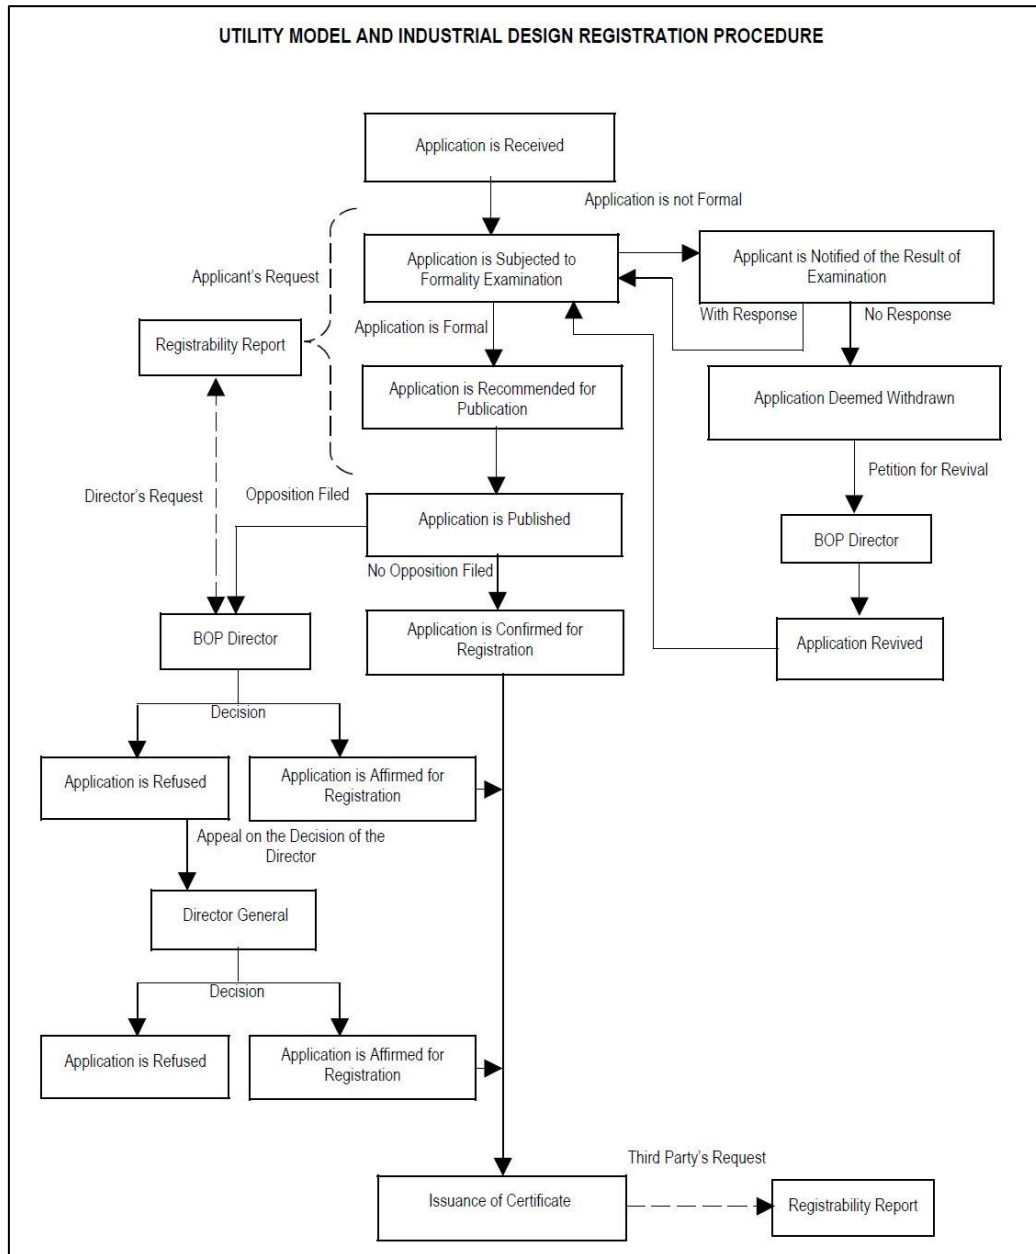 UTILITY MODEL AND INDUSTRIAL DESIGN REGISTRATION PROCEDURE
Application is Received
Application is not Formal
Applicant's Request
Application is Subjected to
Formality Examination
Applicant is Notified of the Result of
Examination
Application is Formal
With Response
No Response
Registrability Report
Application is Recommended for
Publication
Application Deemed Withdrawn
Petition for Revival
Director's Request
Opposition Filed
Application is Published
BOP Director
No Opposition Filed
BOP Director
Application is Confirmed for
Registration
Application Revived
Decision
Application is Refused
Application is Affirmed for
Registration
Appeal on the Decision of the
Director
Director General
Decision
Application is Refused
Application is Affirmed for
Registration
Third Party's Request
Issuance of Certificate
Registrability Report